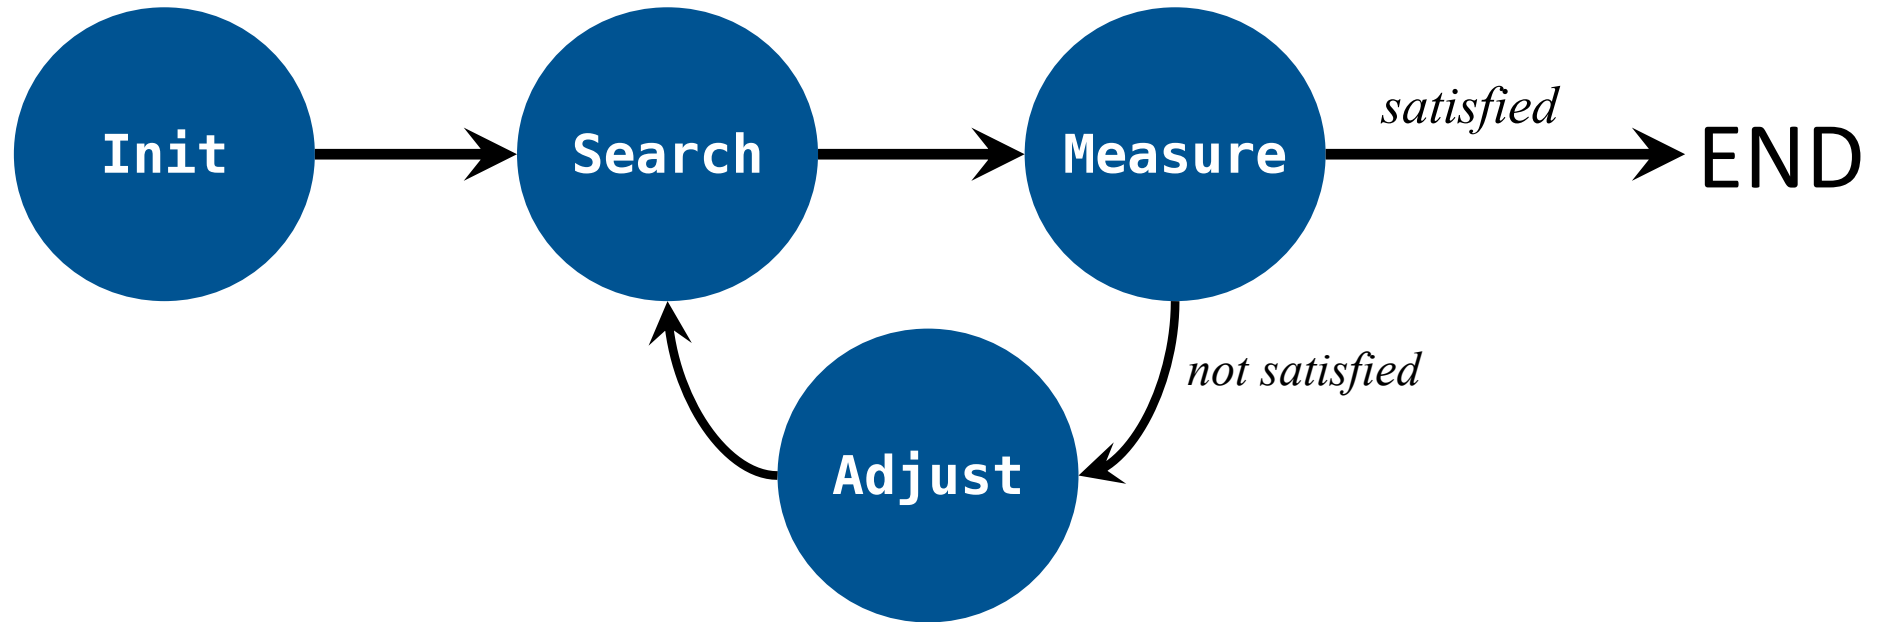 Init
Search
Measure
satisfied
END
not satisfied
Adjust